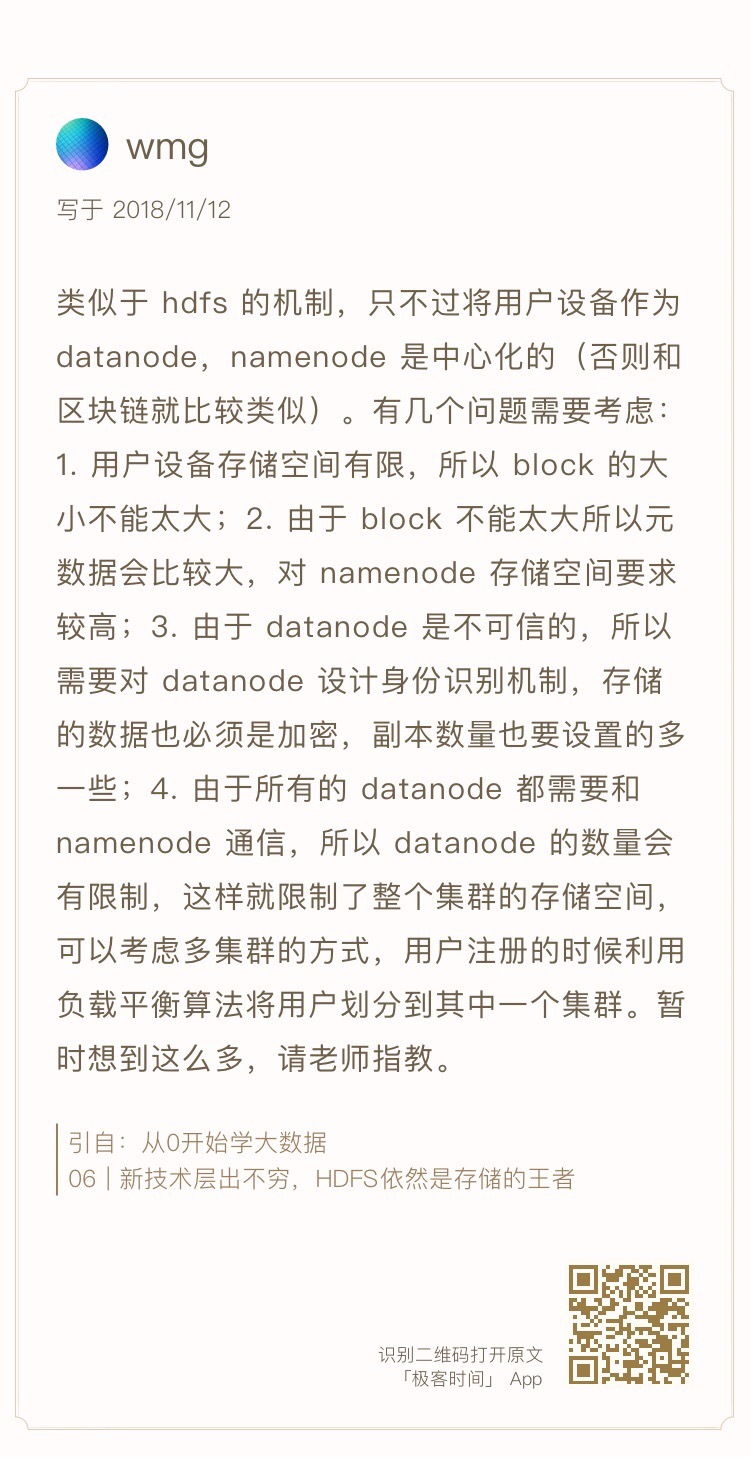 wmg
写于 2018/11/12
类似于 hdfs 的机制，只不过将用户设备作为
datanode，namenode 是中心化的（否则和
区块链就比较类似）。有几个问题需要考虑：
1. 用户设备存储空间有限，所以 block 的大
小不能太大；2. 由于 block 不能太大所以元
数据会比较大，对 namenode 存储空间要求
较高；3. 由于 datanode 是不可信的，所以
需要对 datanode 设计身份识别机制，存储
的数据也必须是加密，副本数量也要设置的多
一些；4. 由于所有的 datanode 都需要和
namenode 通信，所以 datanode 的数量会
有限制，这样就限制了整个集群的存储空间，
可以考虑多集群的方式，用户注册的时候利用
负载平衡算法将用户划分到其中一个集群。暂
时想到这么多，请老师指教。
引自：从0开始学大数据
06｜新技术层出不穷，HDFS依然是存储的王者
识别二维码打开原文
「极客时间」 App